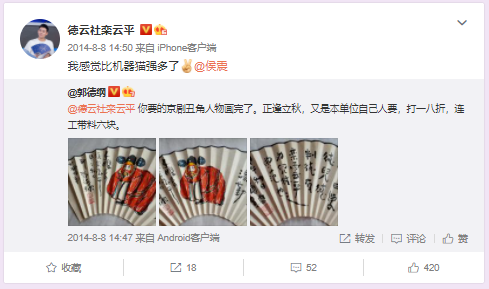 德云社栾云平
2014-8-8 14:50 来自 iPhone客户端
我感觉比机器猫强多了✌@侯震
@郭德纲
@德云社栾云平 你要的京剧丑角人物画完了。正逢立秋，又是本单位自己人要，打一八折，连
工带料六块。
2014-8-8 14:47 来自 Android客户端
转发 评论 赞
收藏 18 52 420